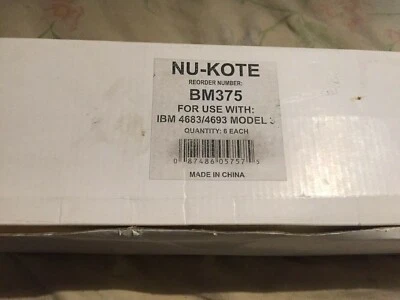 NU-KOTE
REORDER NUMBER:
BM375
FOR USE WITH:
IBM 4683/4693 MODEL
QUANTITY: 6 EACH
0 87486 05757 5
MADE IN CHINA